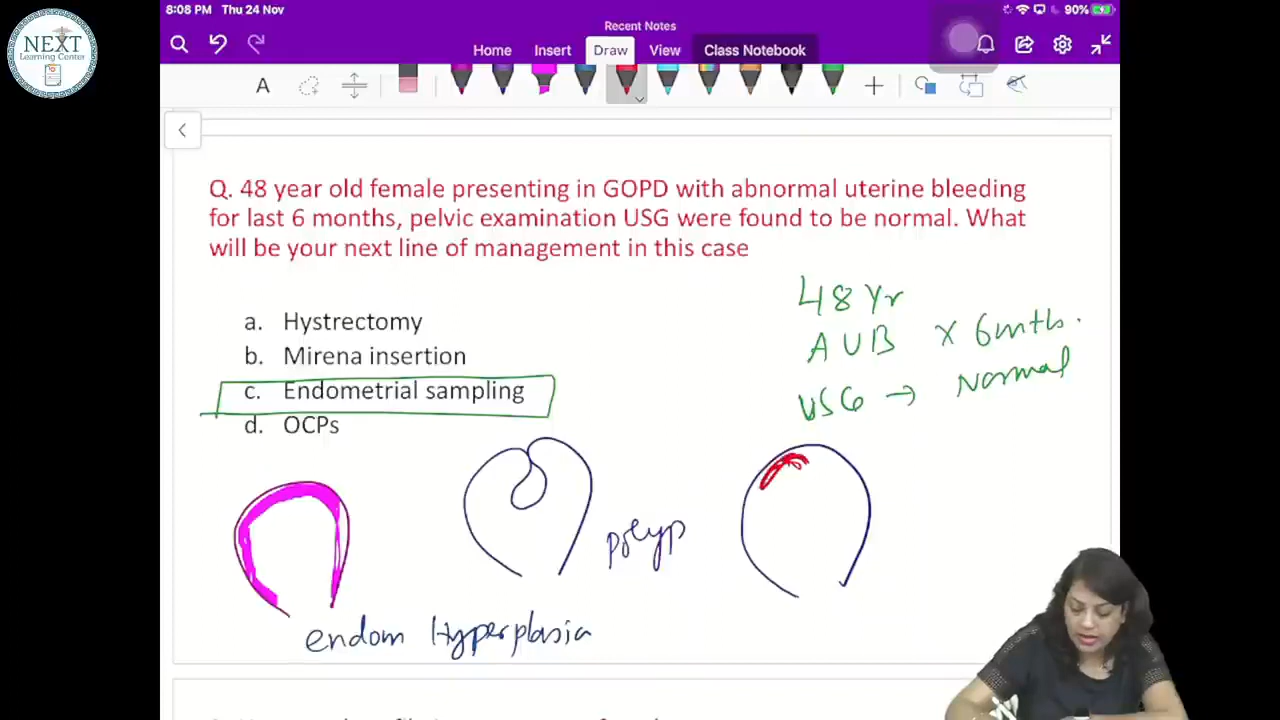 8:08 PM Thu 24 Nov
90%
Recent Notes
NEXT
Learning Center
Home Insert Draw View Class Notebook
A
Q. 48 year old female presenting in GOPD with abnormal uterine bleeding
for last 6 months, pelvic examination USG were found to be normal. What
will be your next line of management in this case
48 Yr
a. Hystrectomy
AUB x 6mths.
b. Mirena insertion
c. Endometrial sampling
USG → Normal
d. OCPs
polyp
endom Hyperplasia